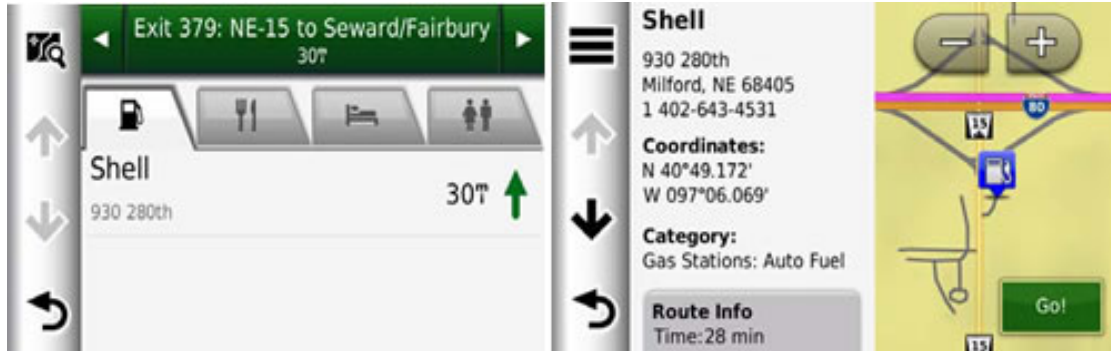 Exit 379: NE-15 to Seward/Fairbury
30mi
Shell
30mi
930 280th
Shell
930 280th
Milford, NE 68405
1 402-643-4531
Coordinates:
N 40°49.172'
W 097°06.069'
Category:
Gas Stations: Auto Fuel
Route Info
Time:28 min
80
15
Go!
15